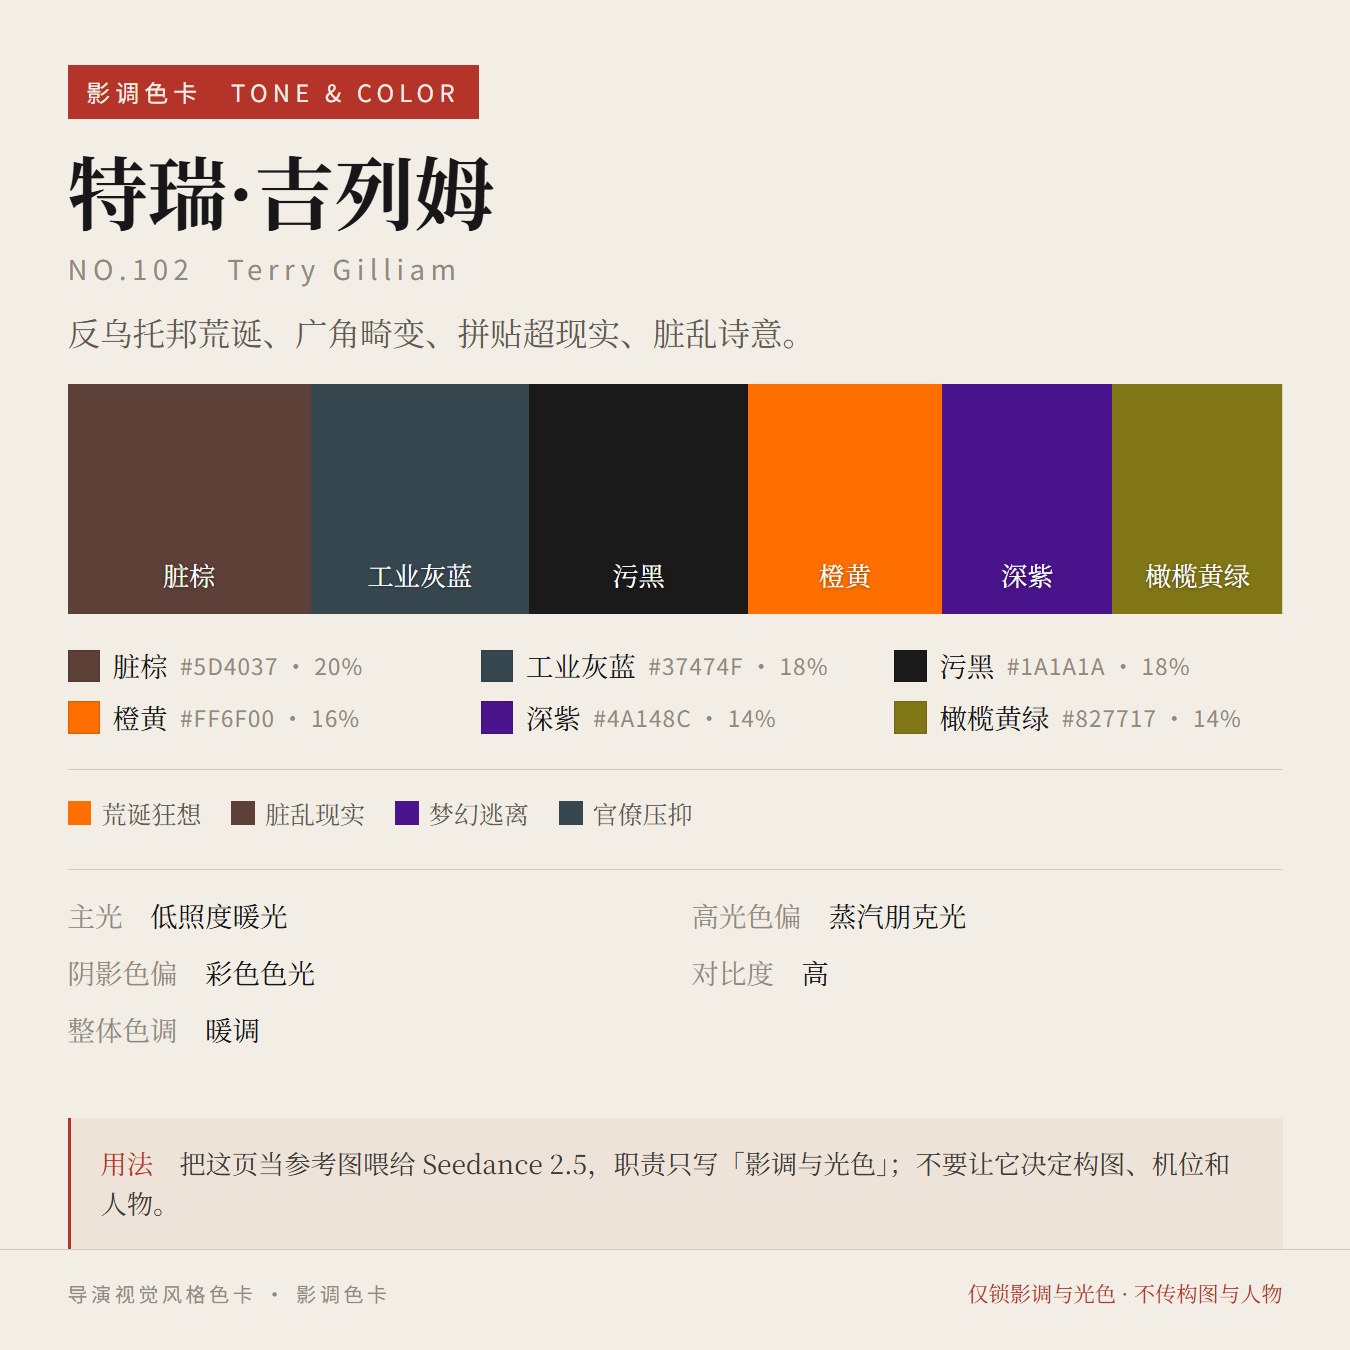 影调色卡 TONE & COLOR
特瑞·吉列姆
NO.102 Terry Gilliam
反乌托邦荒诞、广角畸变、拼贴超现实、脏乱诗意。
脏棕 工业灰蓝 污黑 橙黄 深紫 橄榄黄绿
脏棕 #5D4037 • 20% 工业灰蓝 #37474F • 18% 污黑 #1A1A1A • 18%
橙黄 #FF6F00 • 16% 深紫 #4A148C • 14% 橄榄黄绿 #827717 • 14%
荒诞狂想 脏乱现实 梦幻逃离 官僚压抑
主光 低照度暖光 高光色偏 蒸汽朋克光
阴影色偏 彩色色光 对比度 高
整体色调 暖调
用法 把这页当参考图喂给 Seedance 2.5，职责只写「影调与光色」；不要让它决定构图、机位和
人物。
导演视觉风格色卡 • 影调色卡 仅锁影调与光色 · 不传构图与人物